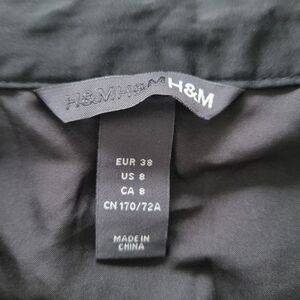 H&M H&M H&M
EUR 38
US 8
CA 8
CN 170/72A
MADE IN
CHINA